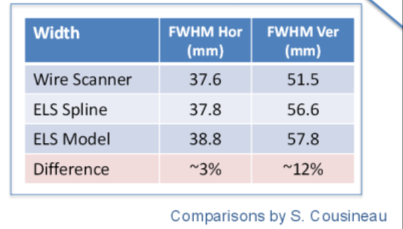 Width FWHM Hor (mm) FWHM Ver (mm)
Wire Scanner 37.6 51.5
ELS Spline 37.8 56.6
ELS Model 38.8 57.8
Difference ~3% ~12%
Comparisons by S. Cousineau